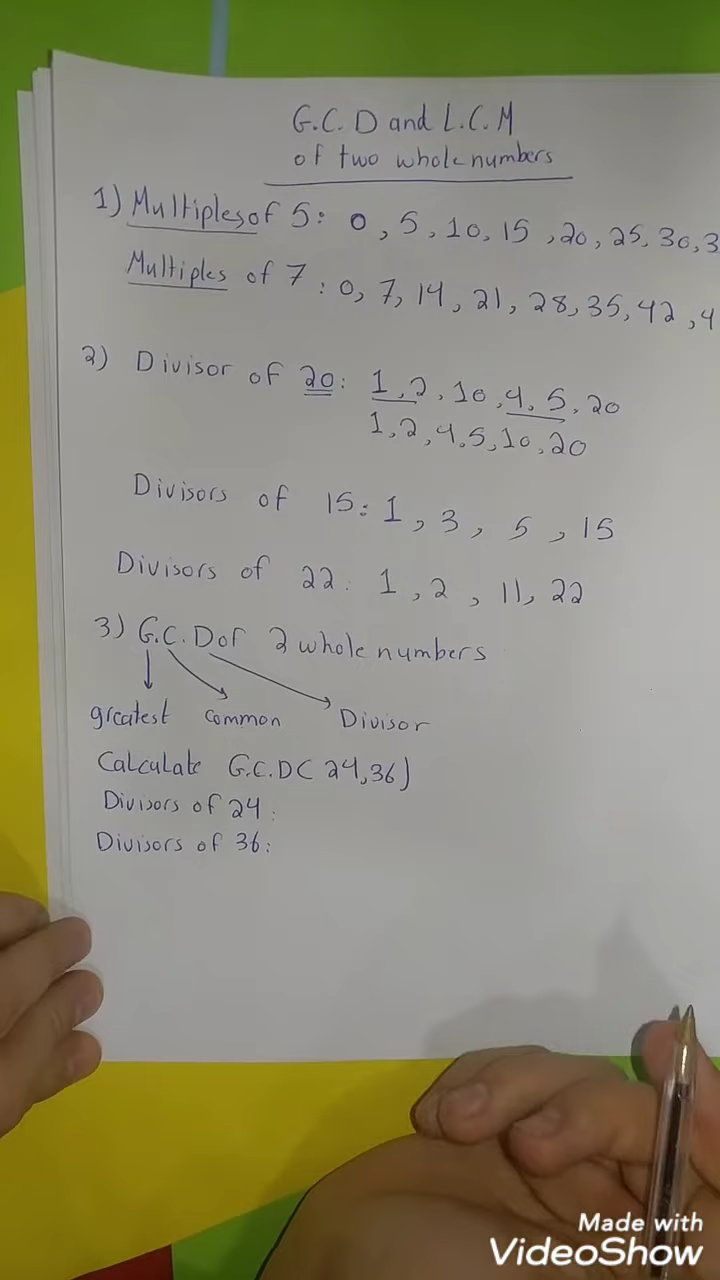 G.C.D and L.C.M
of two whole numbers
1) Multiples of 5: 0, 5, 10, 15, 20, 25, 30, 3
Multiples of 7: 0, 7, 14, 21, 28, 35, 42, 4
2) Divisor of 20: 1, 2, 10, 4, 5, 20
1, 2, 4, 5, 10, 20
Divisors of 15: 1, 3, 5, 15
Divisors of 22: 1, 2, 11, 22
3) G.C.D of 2 whole numbers
greatest common Divisor
Calculate G.C.D( 24, 36)
Divisors of 24:
Divisors of 36:
Made with
VideoShow